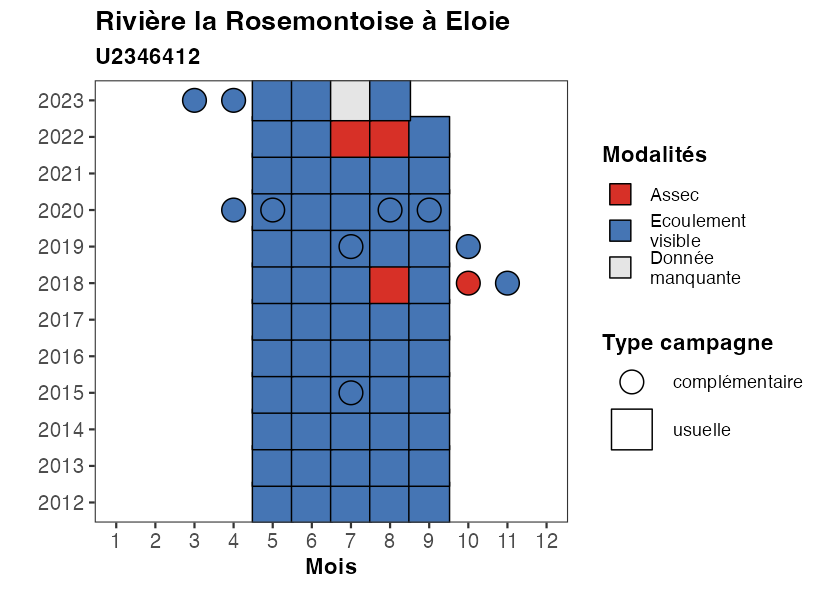 Rivière la Rosemontoise à Eloie
U2346412
2023
2022
2021
2020
2019
2018
2017
2016
2015
2014
2013
2012
1 2 3 4 5 6 7 8 9 10 11 12
Mois
Modalités
Assec
Ecoulement
visible
Donnée
manquante
Type campagne
complémentaire
usuelle